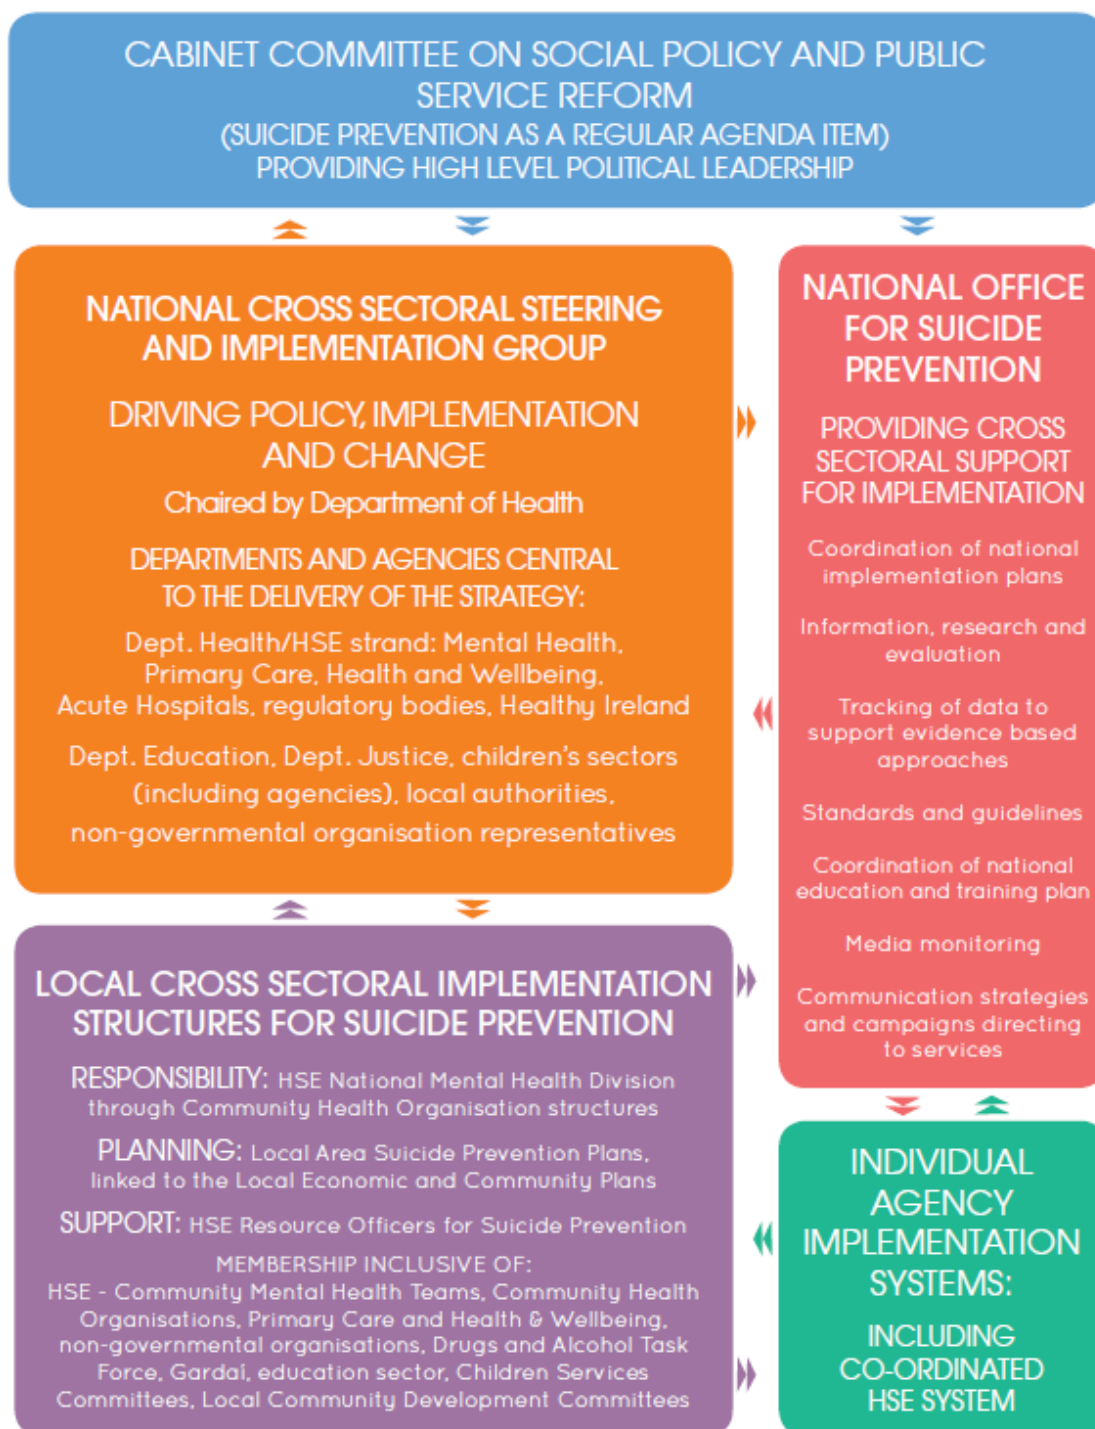 CABINET COMMITTEE ON SOCIAL POLICY AND PUBLIC
SERVICE REFORM
(SUICIDE PREVENTION AS A REGULAR AGENDA ITEM)
PROVIDING HIGH LEVEL POLITICAL LEADERSHIP
NATIONAL CROSS SECTORAL STEERING
AND IMPLEMENTATION GROUP
DRIVING POLICY, IMPLEMENTATION
AND CHANGE
Chaired by Department of Health
DEPARTMENTS AND AGENCIES CENTRAL
TO THE DELIVERY OF THE STRATEGY:
Dept. Health/HSE strand: Mental Health,
Primary Care, Health and Wellbeing,
Acute Hospitals, regulatory bodies, Healthy Ireland
Dept. Education, Dept. Justice, children's sectors
(including agencies), local authorities,
non-governmental organisation representatives
NATIONAL OFFICE
FOR SUICIDE
PREVENTION
PROVIDING CROSS
SECTORAL SUPPORT
FOR IMPLEMENTATION
Coordination of national
implementation plans
Information, research and
evaluation
Tracking of data to
support evidence based
approaches
Standards and guidelines
Coordination of national
education and training plan
Media monitoring
Communication strategies
and campaigns directing
to services
LOCAL CROSS SECTORAL IMPLEMENTATION
STRUCTURES FOR SUICIDE PREVENTION
RESPONSIBILITY: HSE National Mental Health Division
through Community Health Organisation structures
PLANNING: Local Area Suicide Prevention Plans,
linked to the Local Economic and Community Plans
SUPPORT: HSE Resource Officers for Suicide Prevention
MEMBERSHIP INCLUSIVE OF:
HSE - Community Mental Health Teams, Community Health
Organisations, Primary Care and Health & Wellbeing,
non-governmental organisations, Drugs and Alcohol Task
Force, Gardaí, education sector, Children Services
Committees, Local Community Development Committees
INDIVIDUAL
AGENCY
IMPLEMENTATION
SYSTEMS:
INCLUDING
CO-ORDINATED
HSE SYSTEM